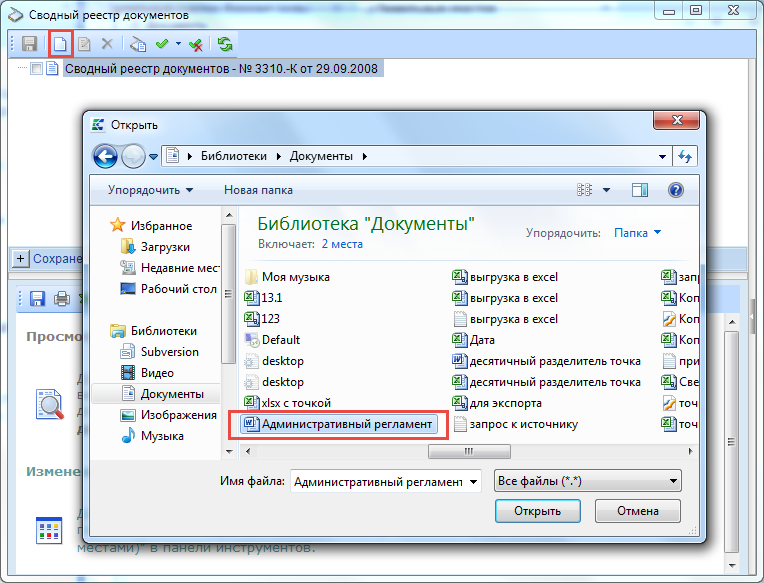 Сводный реестр документов
Сводный реестр документов - № 3310.-К от 29.09.2008
Открыть
Библиотеки Документы
Упорядочить Новая папка
Избранное
Загрузки
Недавние мес
Рабочий стол
Библиотеки
Subversion
Видео
Документы
Изображения
Музыка
Библиотека "Документы"
Включает: 2 места
Упорядочить: Папка
Моя музыка
13.1
123
Default
desktop
desktop
xlsx с точкой
Административный регламент
выгрузка в excel
выгрузка в excel
выгрузка в excel
Дата
десятичный разделитель точка
десятичный разделитель точка
для экспорта
запрос к источнику
зап
Коп
Коп
Коп
при
Све
точ
точ
Имя файла: Административный регламент Все файлы (*.*)
Открыть Отмена
Сохране
Просмо
Измене
местами)" в панели инструментов.